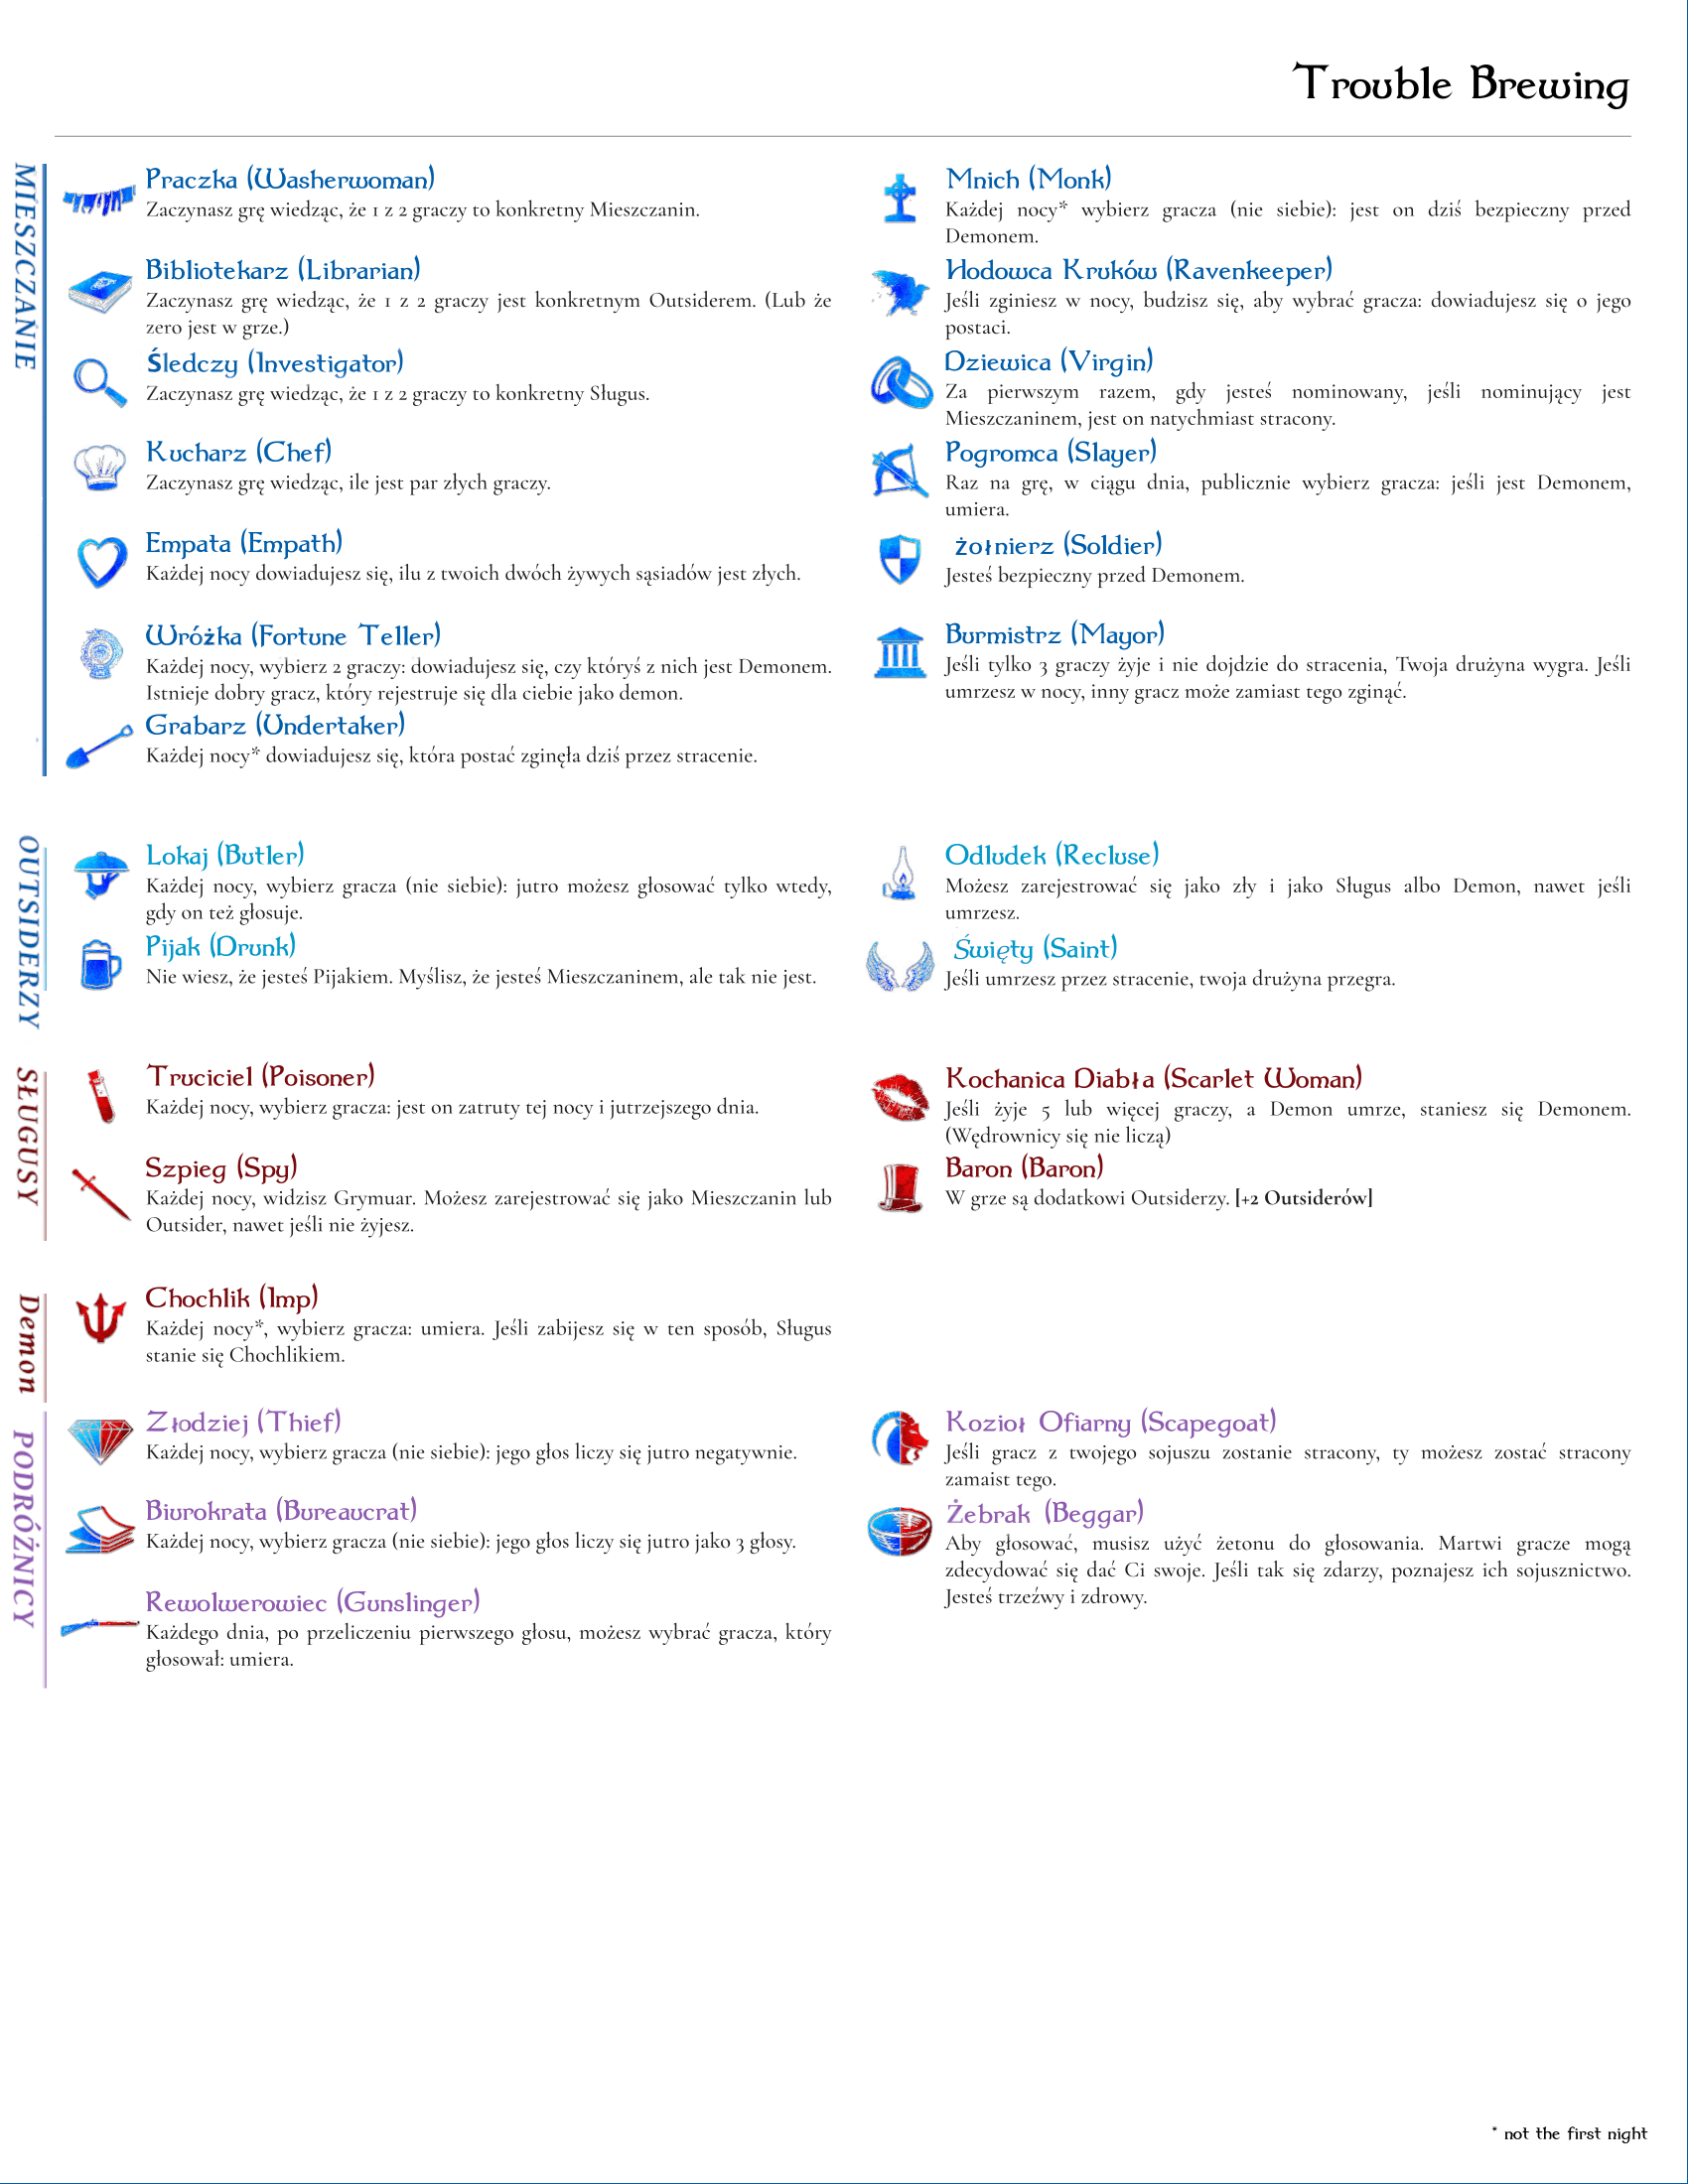 Trouble Brewing
MIESZCZANIE
Praczka (Washerwoman)
Zaczynasz grę wiedząc, że 1 z 2 graczy to konkretny Mieszczanin.
Bibliotekarz (Librarian)
Zaczynasz grę wiedząc, że 1 z 2 graczy jest konkretnym Outsiderem. (Lub że
zero jest w grze.)
Śledczy (Investigator)
Zaczynasz grę wiedząc, że 1 z 2 graczy to konkretny Sługus.
Kucharz (Chef)
Zaczynasz grę wiedząc, ile jest par złych graczy.
Empata (Empath)
Każdej nocy dowiadujesz się, ilu z twoich dwóch żywych sąsiadów jest złych.
Wróżka (Fortune Teller)
Każdej nocy, wybierz 2 graczy: dowiadujesz się, czy któryś z nich jest Demonem.
Istnieje dobry gracz, który rejestruje się dla ciebie jako demon.
Grabarz (Undertaker)
Każdej nocy* dowiadujesz się, która postać zginęła dziś przez stracenie.
Mnich (Monk)
Każdej nocy* wybierz gracza (nie siebie): jest on dziś bezpieczny przed
Demonem.
Hodowca Kruków (Ravenkeeper)
Jeśli zginiesz w nocy, budzisz się, aby wybrać gracza: dowiadujesz się o jego
postaci.
Dziewica (Virgin)
Za pierwszym razem, gdy jesteś nominowany, jeśli nominujący jest
Mieszczaninem, jest on natychmiast stracony.
Pogromca (Slayer)
Raz na grę, w ciągu dnia, publicznie wybierz gracza: jeśli jest Demonem,
umiera.
Żołnierz (Soldier)
Jesteś bezpieczny przed Demonem.
Burmistrz (Mayor)
Jeśli tylko 3 graczy żyje i nie dojdzie do stracenia, Twoja drużyna wygra. Jeśli
umrzesz w nocy, inny gracz może zamiast tego zginąć.
OUTSIDERZY
Lokaj (Butler)
Każdej nocy, wybierz gracza (nie siebie): jutro możesz głosować tylko wtedy,
gdy on też głosuje.
Pijak (Drunk)
Nie wiesz, że jesteś Pijakiem. Myślisz, że jesteś Mieszczaninem, ale tak nie jest.
Odludek (Recluse)
Możesz zarejestrować się jako zły i jako Sługus albo Demon, nawet jeśli
umrzesz.
Święty (Saint)
Jeśli umrzesz przez stracenie, twoja drużyna przegra.
SŁUGUSY
Truciciel (Poisoner)
Każdej nocy, wybierz gracza: jest on zatruty tej nocy i jutrzejszego dnia.
Szpieg (Spy)
Każdej nocy, widzisz Grymuar. Możesz zarejestrować się jako Mieszczanin lub
Outsider, nawet jeśli nie żyjesz.
Kochanica Diabła (Scarlet Woman)
Jeśli żyje 5 lub więcej graczy, a Demon umrze, staniesz się Demonem.
(Wędrownicy się nie liczą)
Baron (Baron)
W grze są dodatkowi Outsiderzy. [+2 Outsiderów]
Demon
Chochlik (Imp)
Każdej nocy*, wybierz gracza: umiera. Jeśli zabijesz się w ten sposób, Sługus
stanie się Chochlikiem.
PODRÓŻNICY
Złodziej (Thief)
Każdej nocy, wybierz gracza (nie siebie): jego głos liczy się jutro negatywnie.
Biurokrata (Bureaucrat)
Każdej nocy, wybierz gracza (nie siebie): jego głos liczy się jutro jako 3 głosy.
Rewolwerowiec (Gunslinger)
Każdego dnia, po przeliczeniu pierwszego głosu, możesz wybrać gracza, który
głosował: umiera.
Kozioł Ofiarny (Scapegoat)
Jeśli gracz z twojego sojuszu zostanie stracony, ty możesz zostać stracony
zamaist tego.
Żebrak (Beggar)
Aby głosować, musisz użyć żetonu do głosowania. Martwi gracze mogą
zdecydować się dać Ci swoje. Jeśli tak się zdarzy, poznajesz ich sojusznictwo.
Jesteś trzeźwy i zdrowy.
* not the first night